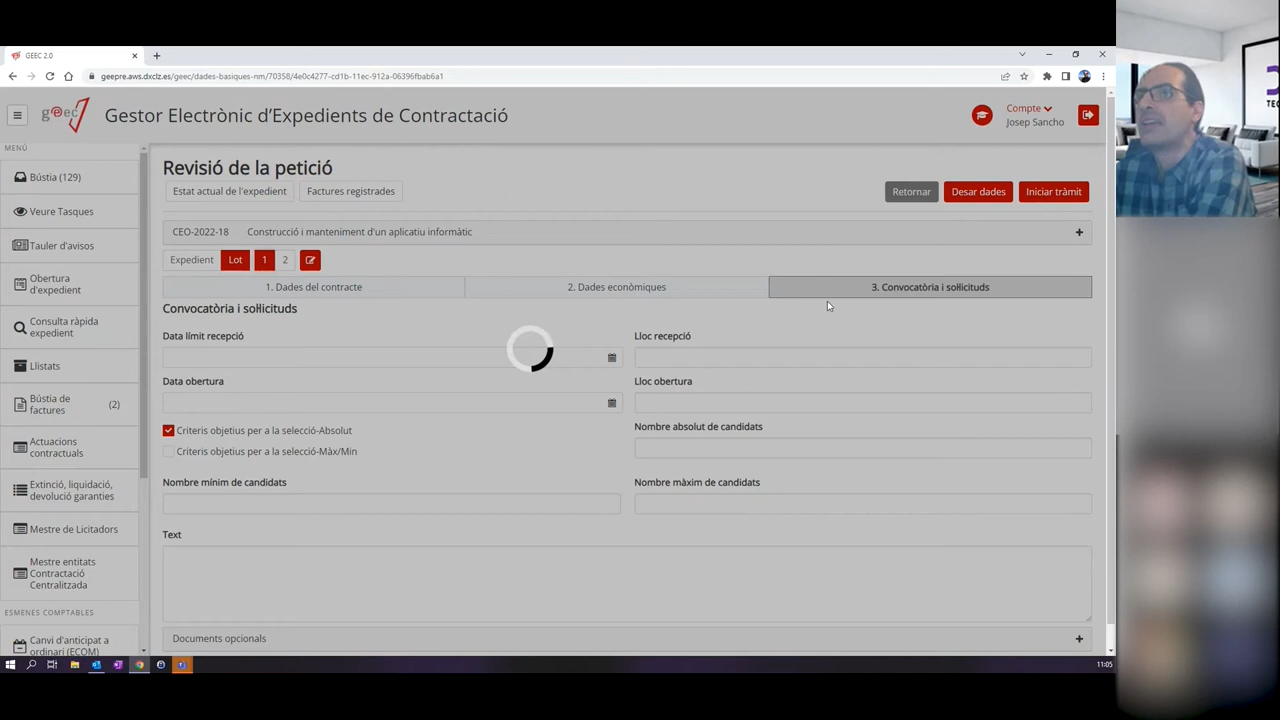 GEEC 2.0
geepre.aws.dxclz.es/geec/dades-basiques-nm/70358/4e0c4277-cd1b-11ec-912a-06396fbab6a1
geec
Gestor Electrònic d'Expedients de Contractació
Compte
Josep Sancho
MENÚ
Bústia (129)
Veure Tasques
Tauler d'avisos
Obertura
d'expedient
Consulta ràpida
expedient
Llistats
Bústia de
factures
(2)
Actuacions
contractuals
Extinció, liquidació,
devolució garanties
Mestre de Licitadors
Mestre entitats
Contractació
Centralitzada
ESMENES COMPTABLES
Canvi d'anticipat a
ordinari (ECOM)
Revisió de la petició
Estat actual de l'expedient
Factures registrades
Retornar
Desar dades
Iniciar tràmit
CEO-2022-18 Construcció i manteniment d'un aplicatiu informàtic
Expedient Lot 1 2
1. Dades del contracte
2. Dades econòmiques
3. Convocatòria i sol·licituds
Convocatòria i sol·licituds
Data límit recepció
Lloc recepció
Data obertura
Lloc obertura
Criteris objetius per a la selecció-Absolut
Nombre absolut de candidats
Criteris objetius per a la selecció-Màx/Min
Nombre mínim de candidats
Nombre màxim de candidats
Text
Documents opcionals
11:05